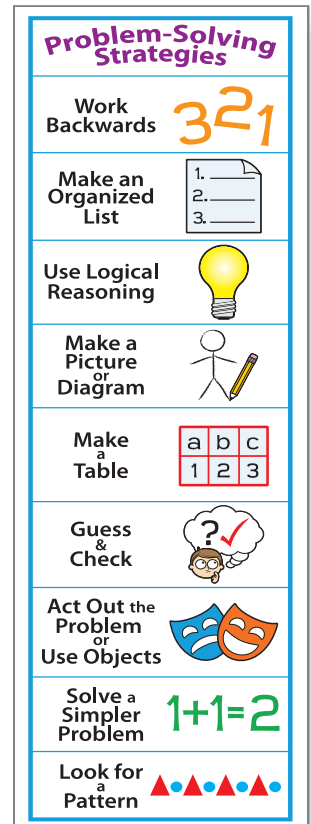 Problem-Solving
Strategies
Work
Backwards
321
Make an
Organized
List
1.
2.
3.
Use Logical
Reasoning
Make a
Picture
or
Diagram
Make
a
Table
a b c
1 2 3
Guess
&
Check
? ✓
Act Out the
Problem
or
Use Objects
Solve a
Simpler
Problem
1+1=2
Look for
a
Pattern